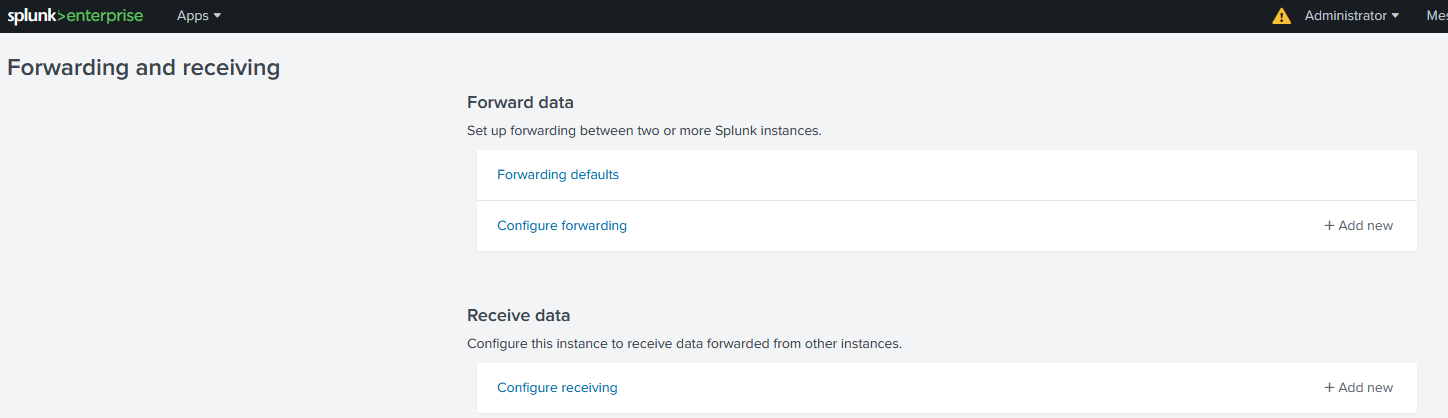 splunk>enterprise Apps Administrator
Forwarding and receiving
Forward data
Set up forwarding between two or more Splunk instances.
Forwarding defaults
Configure forwarding + Add new
Receive data
Configure this instance to receive data forwarded from other instances.
Configure receiving + Add new